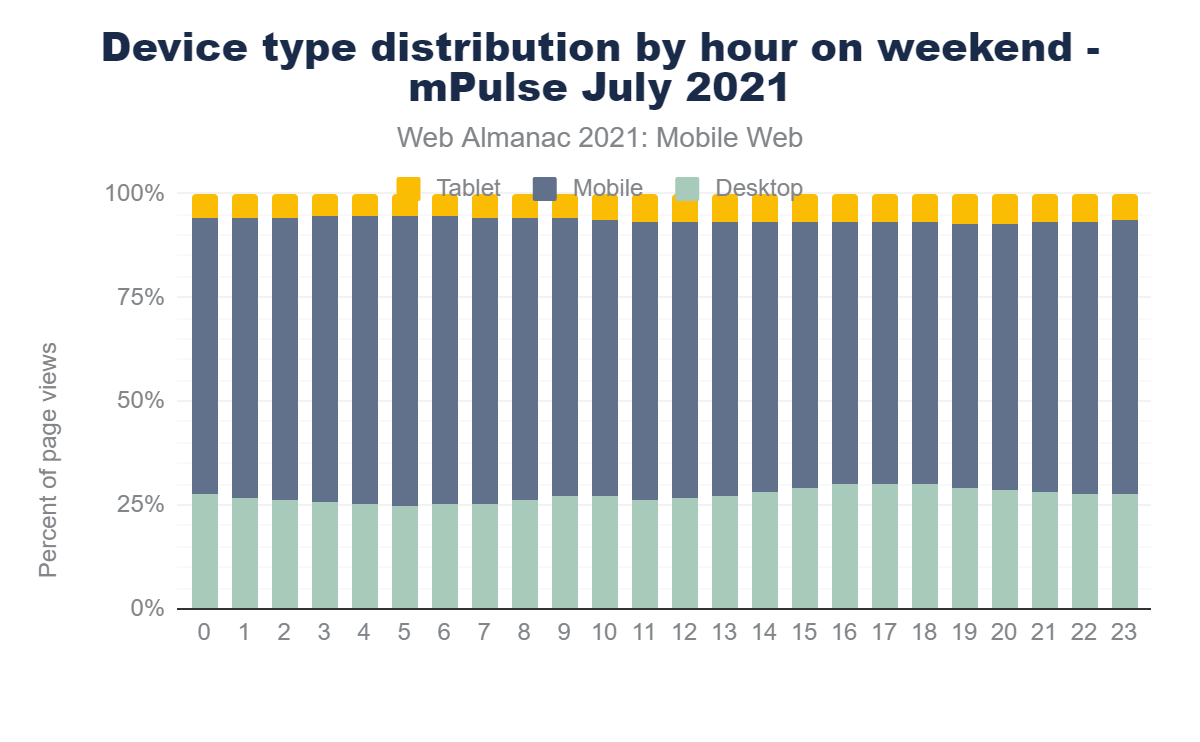 Device type distribution by hour on weekend -
mPulse July 2021
Web Almanac 2021: Mobile Web
Tablet Mobile Desktop
100%
75%
50%
25%
0%
Percent of page views
0 1 2 3 4 5 6 7 8 9 10 11 12 13 14 15 16 17 18 19 20 21 22 23